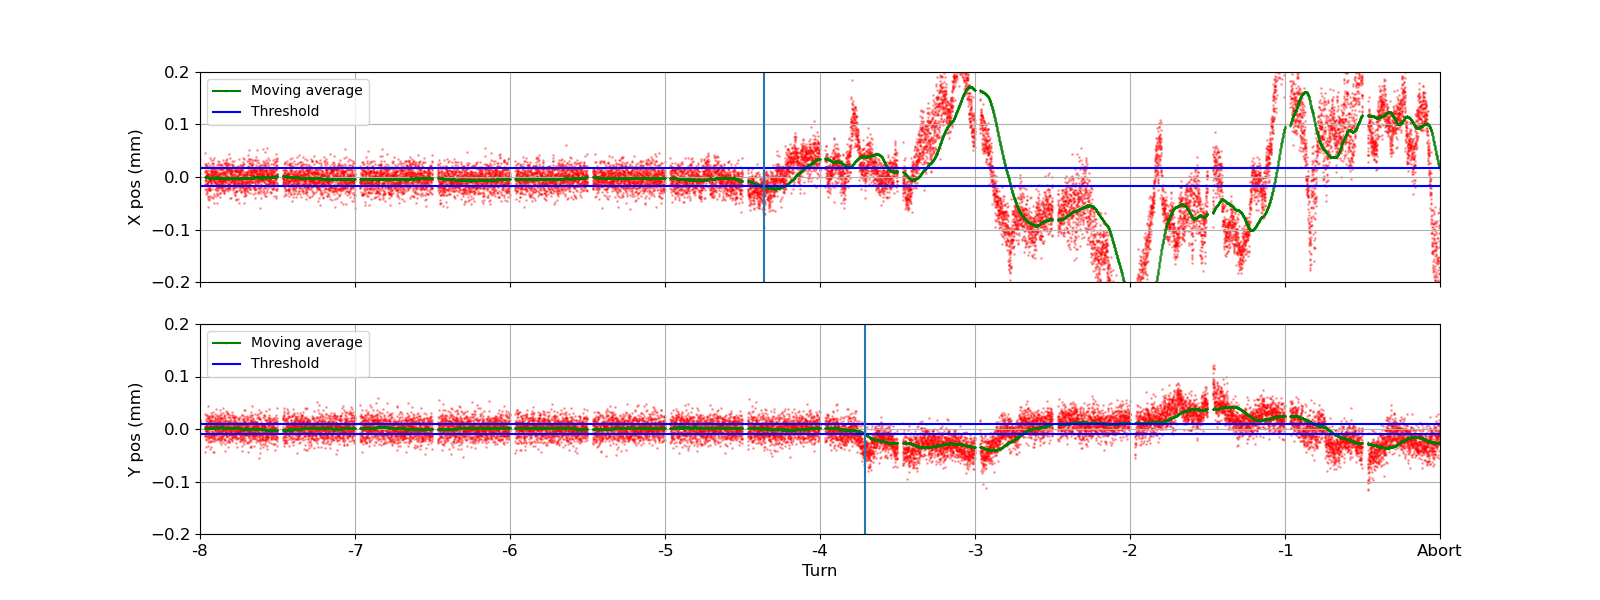 0.2
0.1
0.0
−0.1
−0.2
X pos (mm)
Moving average
Threshold
0.2
0.1
0.0
−0.1
−0.2
Y pos (mm)
Moving average
Threshold
-8 -7 -6 -5 -4 -3 -2 -1 Abort
Turn